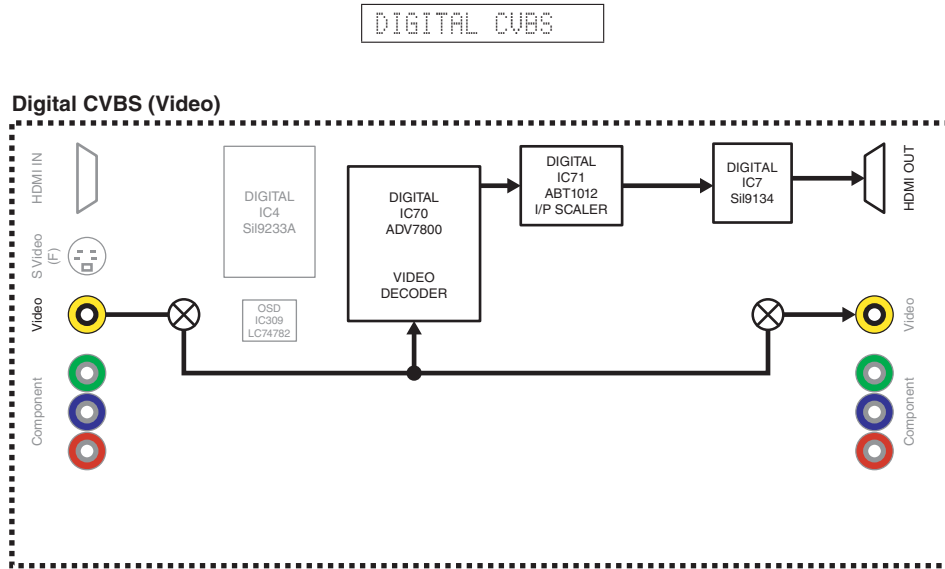 DIGITAL CVBS
Digital CVBS (Video)
HDMI IN
DIGITAL
IC4
SiI9233A
DIGITAL
IC70
ADV7800
VIDEO
DECODER
DIGITAL
IC71
ABT1012
I/P SCALER
DIGITAL
IC7
SiI9134
HDMI OUT
S Video
(F)
Video
OSD
IC309
LC74782
Video
Component
Component